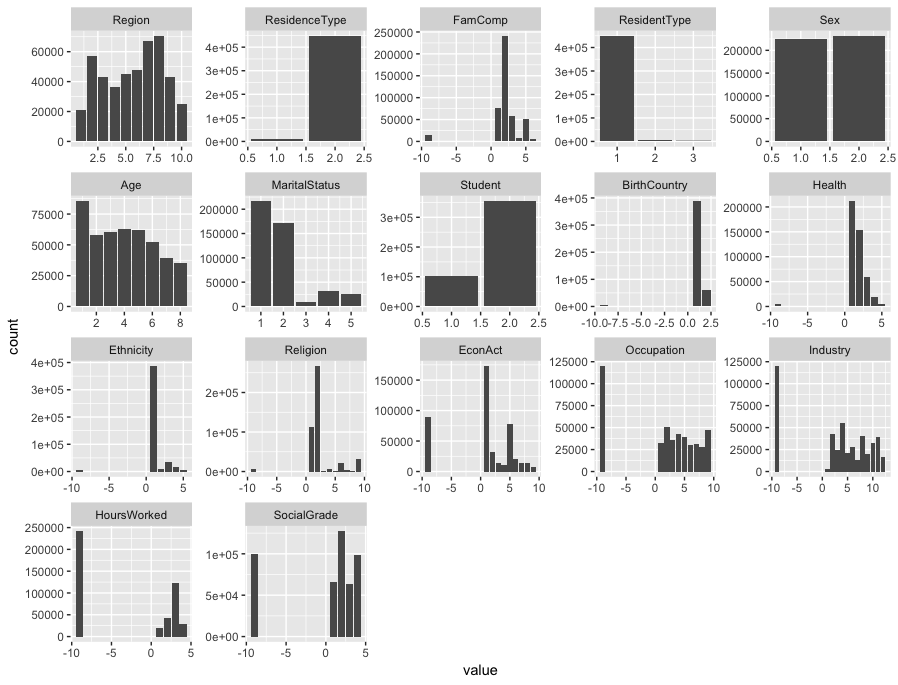 Region ResidenceType FamComp ResidentType Sex
60000 40000 20000 0
2.5 5.0 7.5 10.0
4e+05 3e+05 2e+05 1e+05 0e+00
0.5 1.0 1.5 2.0 2.5
250000 200000 150000 100000 50000 0
-10 -5 0 5
4e+05 3e+05 2e+05 1e+05 0e+00
1 2 3
200000 150000 100000 50000 0
0.5 1.0 1.5 2.0 2.5
Age MaritalStatus Student BirthCountry Health
75000 50000 25000 0
2 4 6 8
200000 150000 100000 50000 0
1 2 3 4 5
3e+05 2e+05 1e+05 0e+00
0.5 1.0 1.5 2.0 2.5
4e+05 3e+05 2e+05 1e+05 0e+00
-10.0 -7.5 -5.0 -2.5 0.0 2.5
200000 150000 100000 50000 0
-10 -5 0 5
count
Ethnicity Religion EconAct Occupation Industry
4e+05 3e+05 2e+05 1e+05 0e+00
-10 -5 0 5
2e+05 1e+05 0e+00
-10 -5 0 5 10
150000 100000 50000 0
-10 -5 0 5 10
125000 100000 75000 50000 25000 0
-10 -5 0 5 10
125000 100000 75000 50000 25000 0
-10 -5 0 5 10
HoursWorked SocialGrade
250000 200000 150000 100000 50000 0
-10 -5 0 5
1e+05 5e+04 0e+00
-10 -5 0 5
value